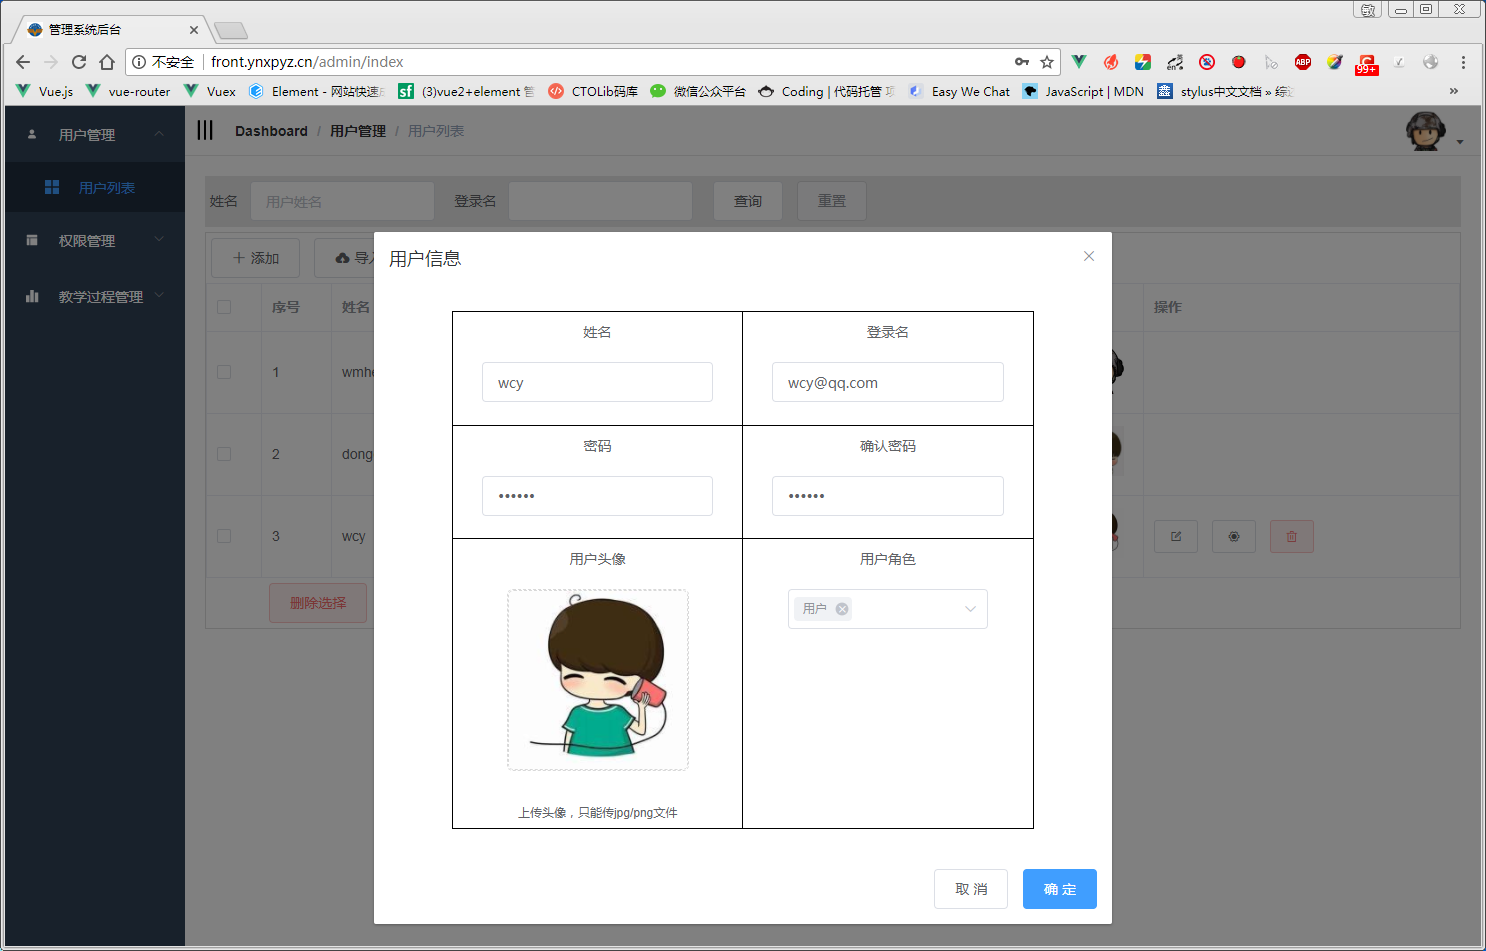 敏
管理系统后台
不安全 front.ynxpyz.cn/admin/index
ABP
99+
Vue.js vue-router Vuex Element - 网站快速 (3)vue2+element CTOLib码库 微信公众平台 Coding | 代码托管 Easy We Chat JavaScript | MDN 鑫 stylus中文文档 » 综
用户管理
Dashboard / 用户管理 / 用户列表
用户列表
姓名 用户姓名 登录名 查询 重置
权限管理
教学过程管理
添加 导
序号 姓名 操作
1 wmh
2 dong
3 wcy
删除选择
用户信息
姓名 登录名
wcy wcy@qq.com
密码 确认密码
•••••• ••••••
用户头像 用户角色
用户
上传头像，只能传jpg/png文件
取 消 确 定